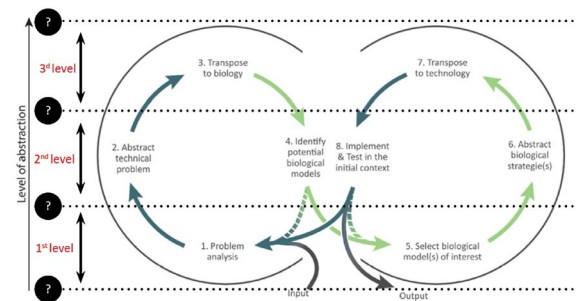 ?
3d level
3. Transpose
to biology
7. Transpose
to technology
?
Level of abstraction
2nd level
2. Abstract
technical
problem
4. Identify
potential
biological
models
8. Implement
& Test in the
initial context
6. Abstract
biological
strategie(s)
?
1st level
1. Problem
analysis
5. Select biological
model(s) of interest
?
Input
Output